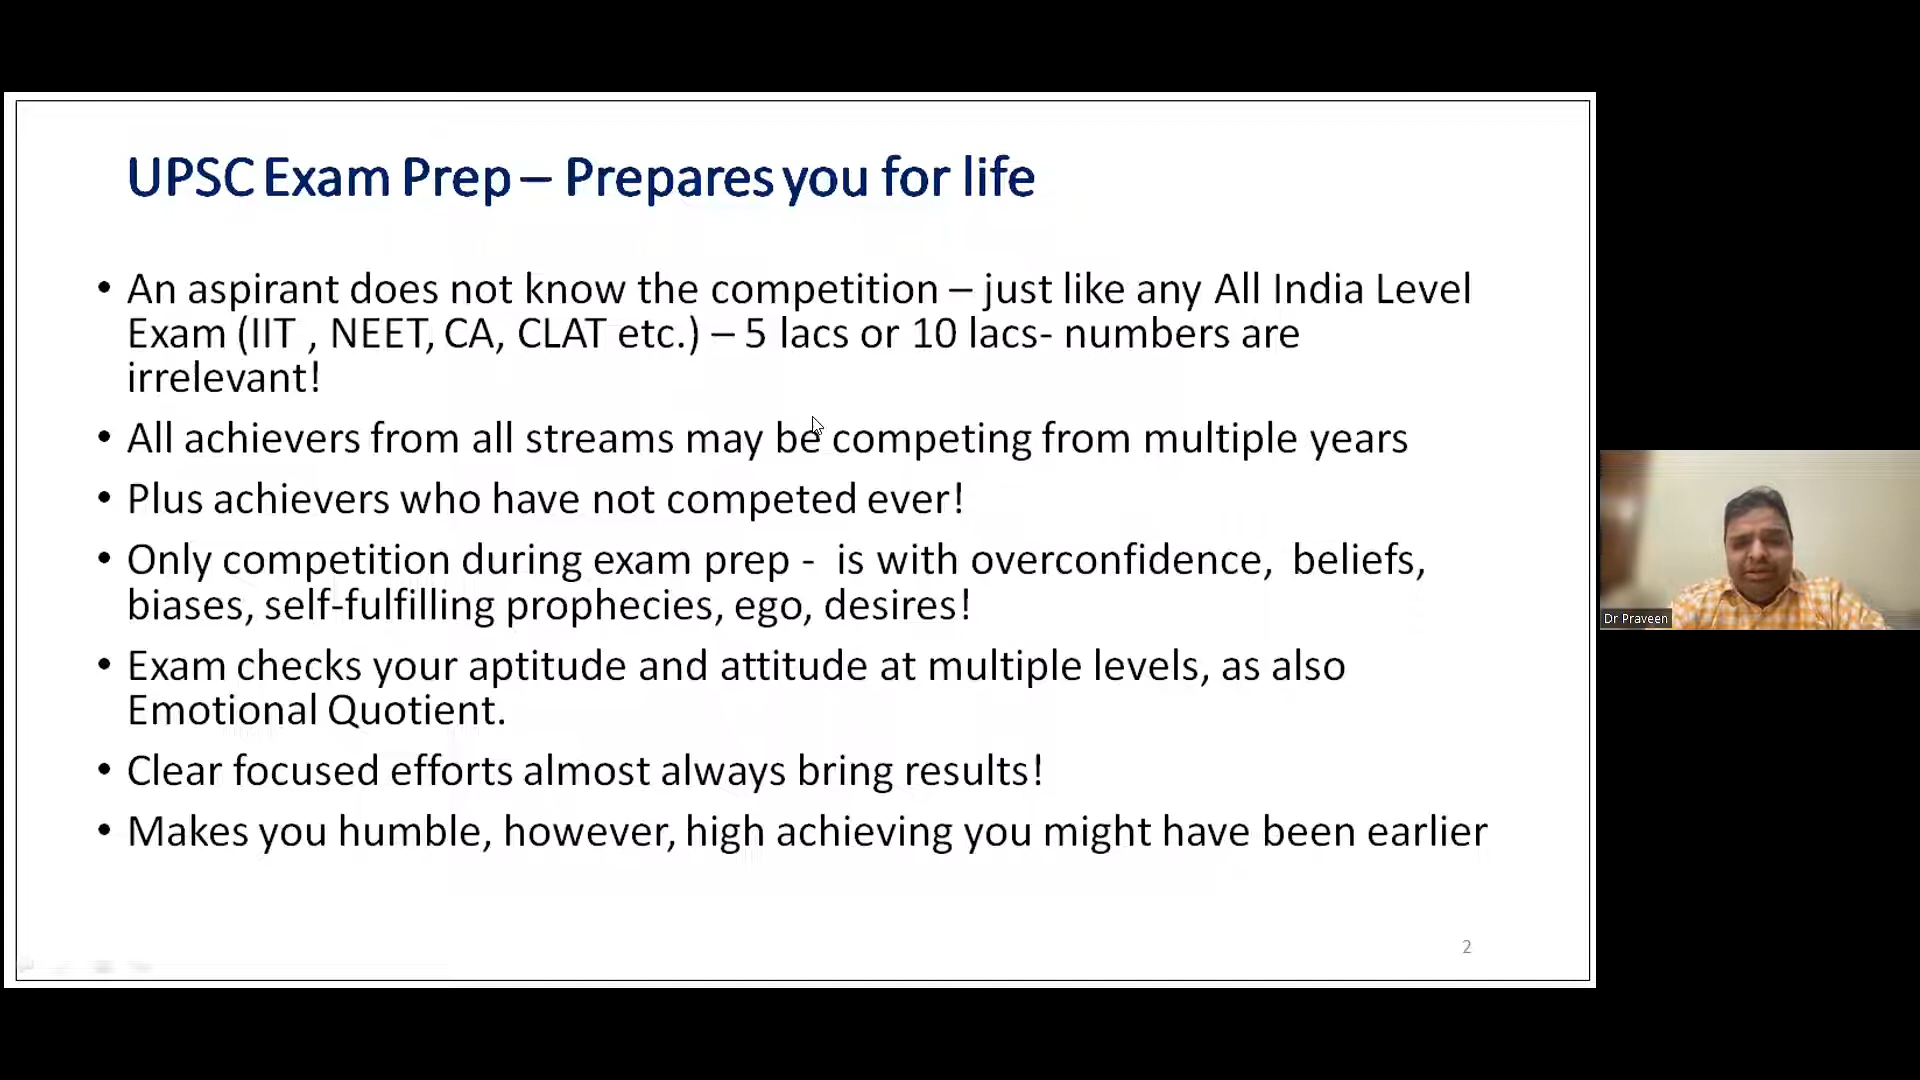 UPSC Exam Prep – Prepares you for life
• An aspirant does not know the competition – just like any All India Level
Exam (IIT , NEET, CA, CLAT etc.) – 5 lacs or 10 lacs- numbers are
irrelevant!
• All achievers from all streams may be competing from multiple years
• Plus achievers who have not competed ever!
• Only competition during exam prep -  is with overconfidence,  beliefs,
biases, self-fulfilling prophecies, ego, desires!
• Exam checks your aptitude and attitude at multiple levels, as also
Emotional Quotient.
• Clear focused efforts almost always bring results!
• Makes you humble, however, high achieving you might have been earlier
2
Dr Praveen